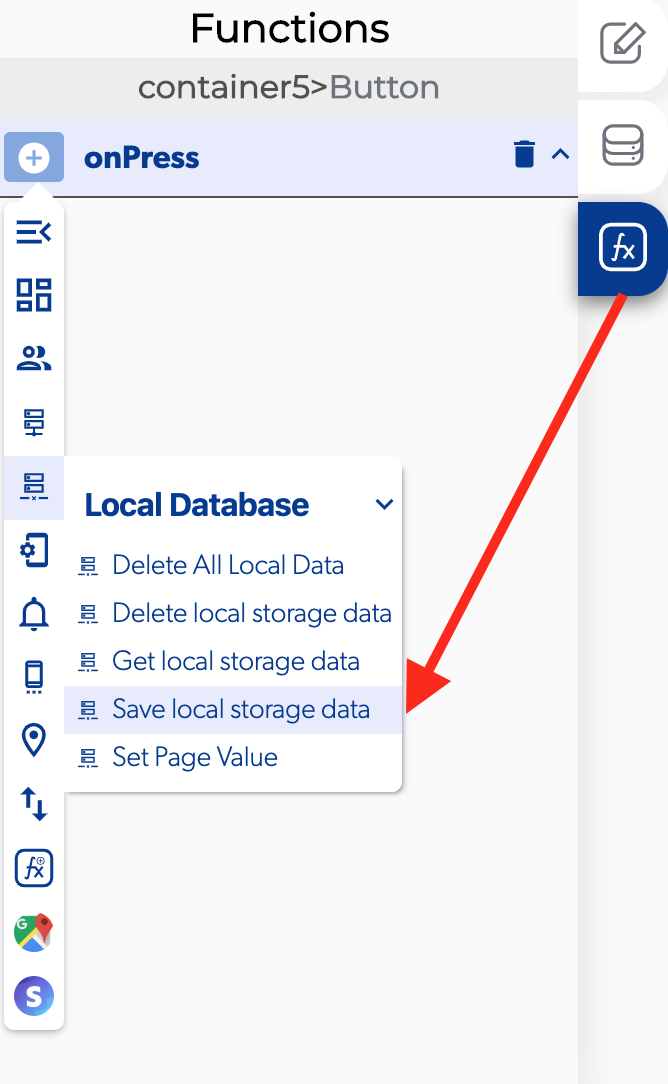 Functions
container5>Button
onPress
fx
Local Database
Delete All Local Data
Delete local storage data
Get local storage data
Save local storage data
Set Page Value
fx
G
S